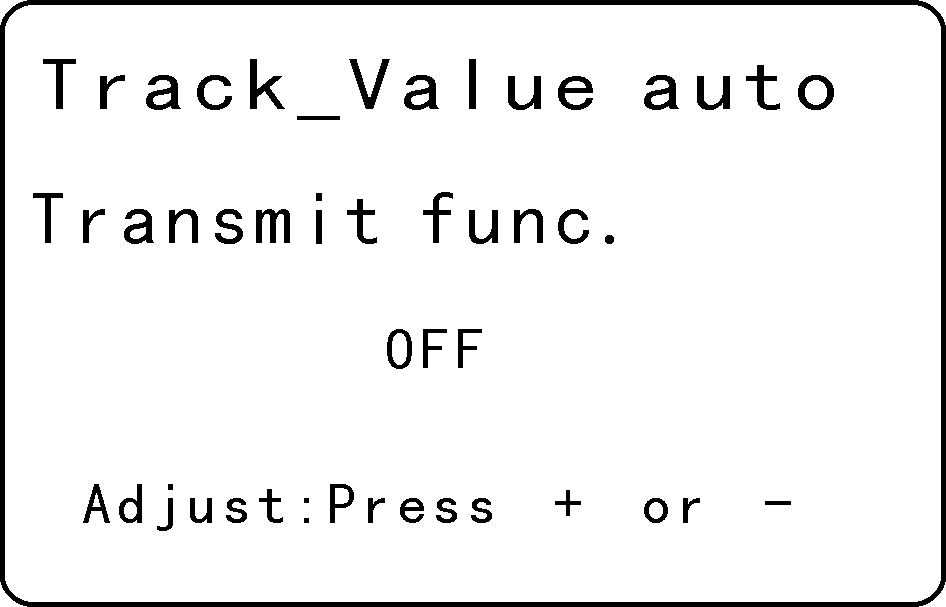 Track_Value auto
Transmit func.
OFF
Adjust:Press + or -